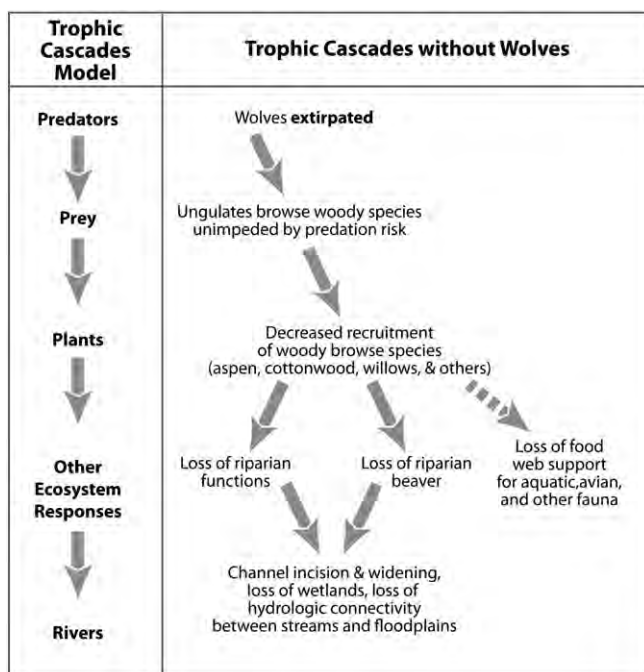 Trophic
Cascades
Model
Trophic Cascades without Wolves
Predators
Wolves extirpated
Prey
Ungulates browse woody species
unimpeded by predation risk
Plants
Decreased recruitment
of woody browse species
(aspen, cottonwood, willows, & others)
Other
Ecosystem
Responses
Loss of riparian
functions
Loss of riparian
beaver
Loss of food
web support
for aquatic,avian,
and other fauna
Rivers
Channel incision & widening,
loss of wetlands, loss of
hydrologic connectivity
between streams and floodplains